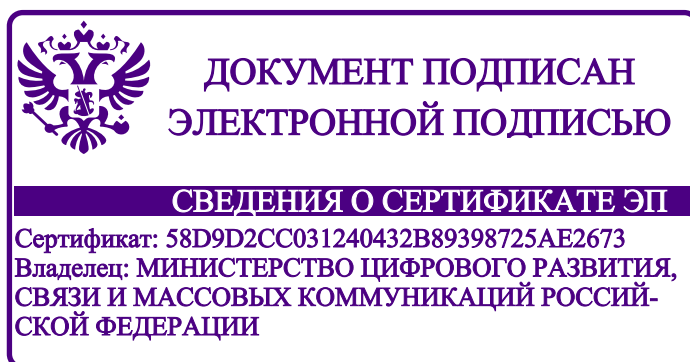 ДОКУМЕНТ ПОДПИСАН
ЭЛЕКТРОННОЙ ПОДПИСЬЮ
СВЕДЕНИЯ О СЕРТИФИКАТЕ ЭП
Сертификат: 58D9D2CC031240432B89398725AE2673
Владелец: МИНИСТЕРСТВО ЦИФРОВОГО РАЗВИТИЯ,
СВЯЗИ И МАССОВЫХ КОММУНИКАЦИЙ РОССИЙ-
СКОЙ ФЕДЕРАЦИИ